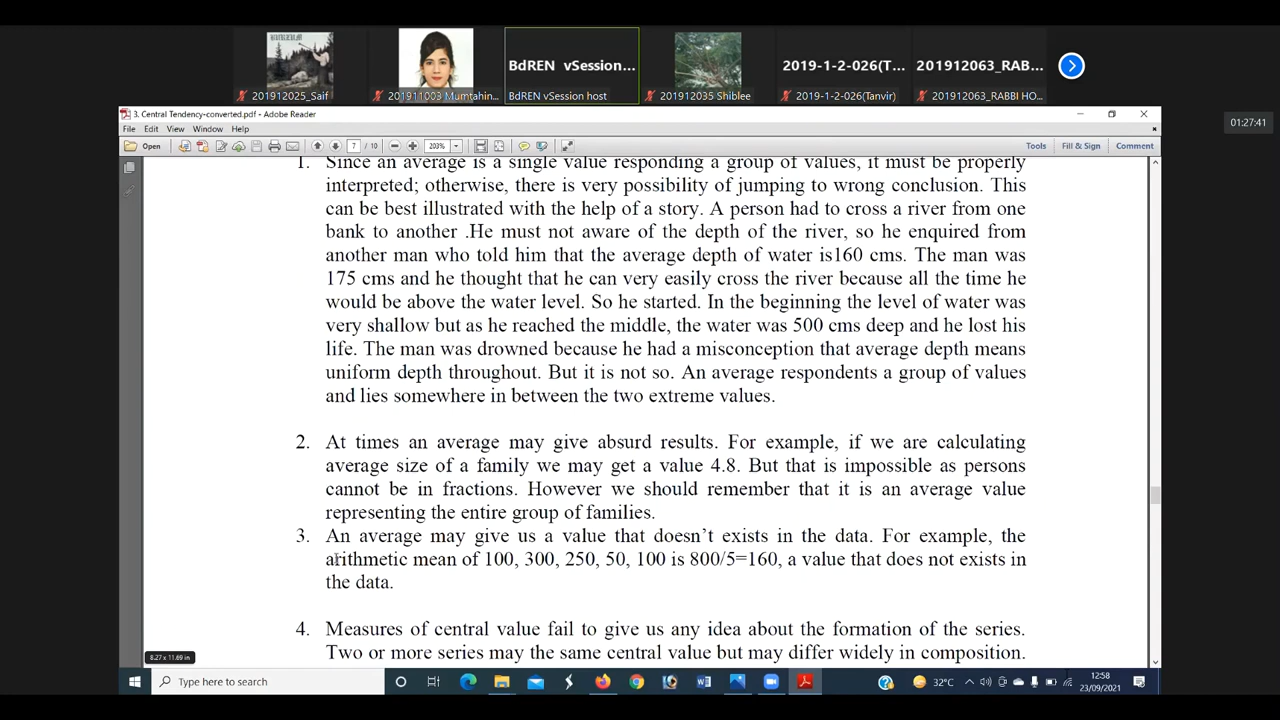 BdREN vSession...
2019-1-2-026(T...
201912063_RAB...
201912025_Saif
201911003 Mumtahin...
BdREN vSession host
201912035 Shiblee
2019-1-2-026(Tanvir)
201912063_RABBI HO...
01:27:41
3. Central Tendency-converted.pdf - Adobe Reader
File Edit View Window Help
Open
7 / 10
203%
Tools Fill & Sign Comment
1. Since an average is a single value responding a group of values, it must be properly
interpreted; otherwise, there is very possibility of jumping to wrong conclusion. This
can be best illustrated with the help of a story. A person had to cross a river from one
bank to another .He must not aware of the depth of the river, so he enquired from
another man who told him that the average depth of water is160 cms. The man was
175 cms and he thought that he can very easily cross the river because all the time he
would be above the water level. So he started. In the beginning the level of water was
very shallow but as he reached the middle, the water was 500 cms deep and he lost his
life. The man was drowned because he had a misconception that average depth means
uniform depth throughout. But it is not so. An average respondents a group of values
and lies somewhere in between the two extreme values.
2. At times an average may give absurd results. For example, if we are calculating
average size of a family we may get a value 4.8. But that is impossible as persons
cannot be in fractions. However we should remember that it is an average value
representing the entire group of families.
3. An average may give us a value that doesn't exists in the data. For example, the
arithmetic mean of 100, 300, 250, 50, 100 is 800/5=160, a value that does not exists in
the data.
4. Measures of central value fail to give us any idea about the formation of the series.
Two or more series may the same central value but may differ widely in composition.
8.27 x 11.69 in
Type here to search
32°C
12:58
23/09/2021